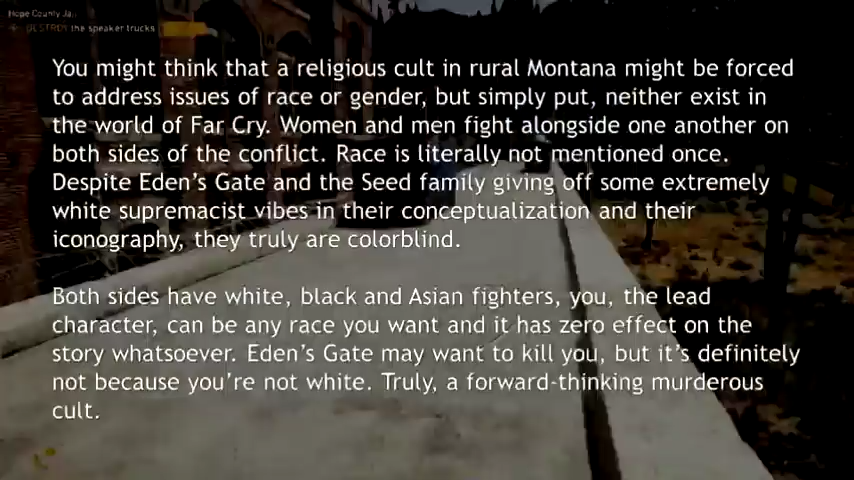 Hope County Ja..
DESTROY the speaker trucks
You might think that a religious cult in rural Montana might be forced
to address issues of race or gender, but simply put, neither exist in
the world of Far Cry. Women and men fight alongside one another on
both sides of the conflict. Race is literally not mentioned once.
Despite Eden's Gate and the Seed family giving off some extremely
white supremacist vibes in their conceptualization and their
iconography, they truly are colorblind.
Both sides have white, black and Asian fighters, you, the lead
character, can be any race you want and it has zero effect on the
story whatsoever. Eden's Gate may want to kill you, but it's definitely
not because you're not white. Truly, a forward-thinking murderous
cult.